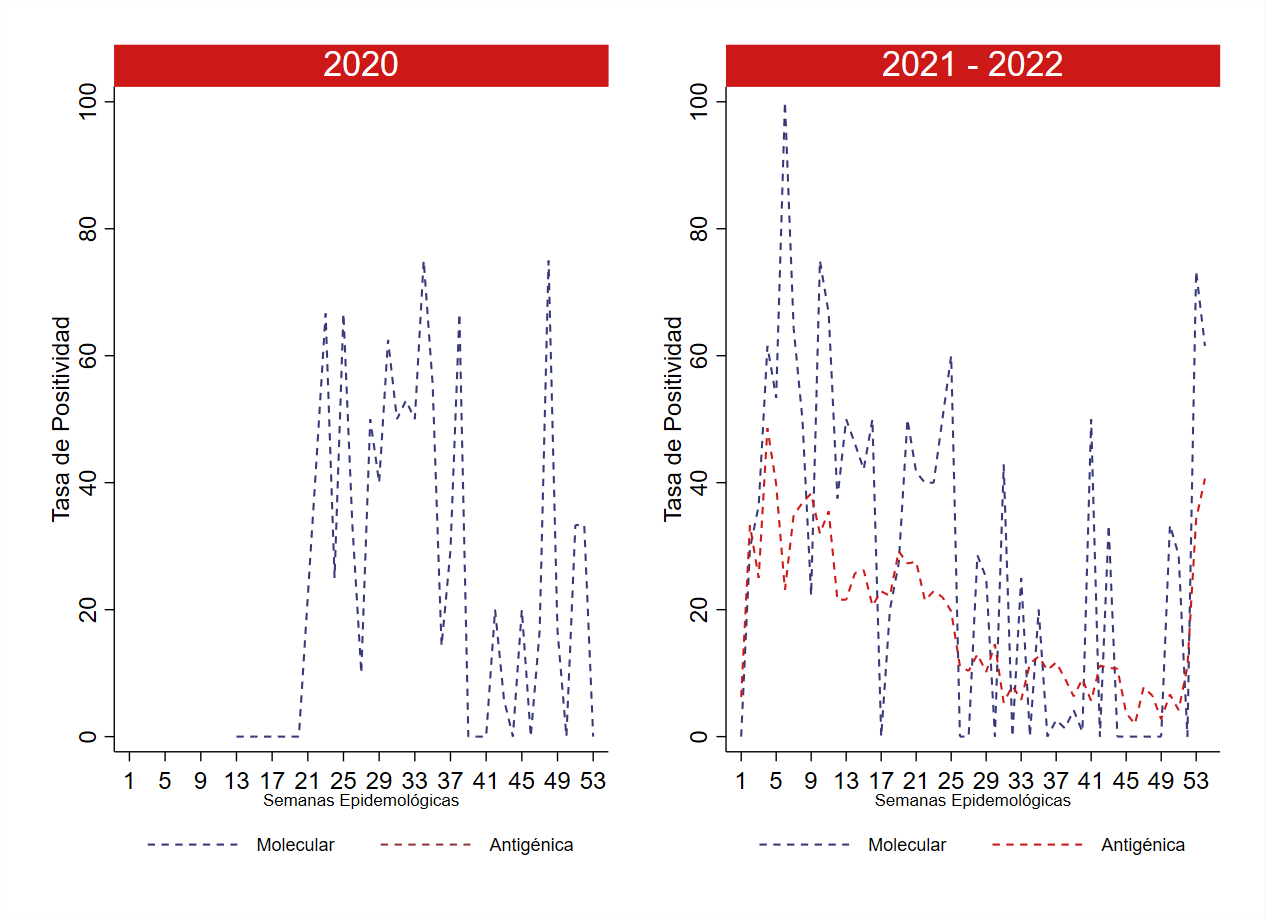 2020
Tasa de Positividad
100
80
60
40
20
0
1 5 9 13 17 21 25 29 33 37 41 45 49 53
Semanas Epidemológicas
Molecular Antigénica
2021 - 2022
Tasa de Positividad
100
80
60
40
20
0
1 5 9 13 17 21 25 29 33 37 41 45 49 53
Semanas Epidemológicas
Molecular Antigénica